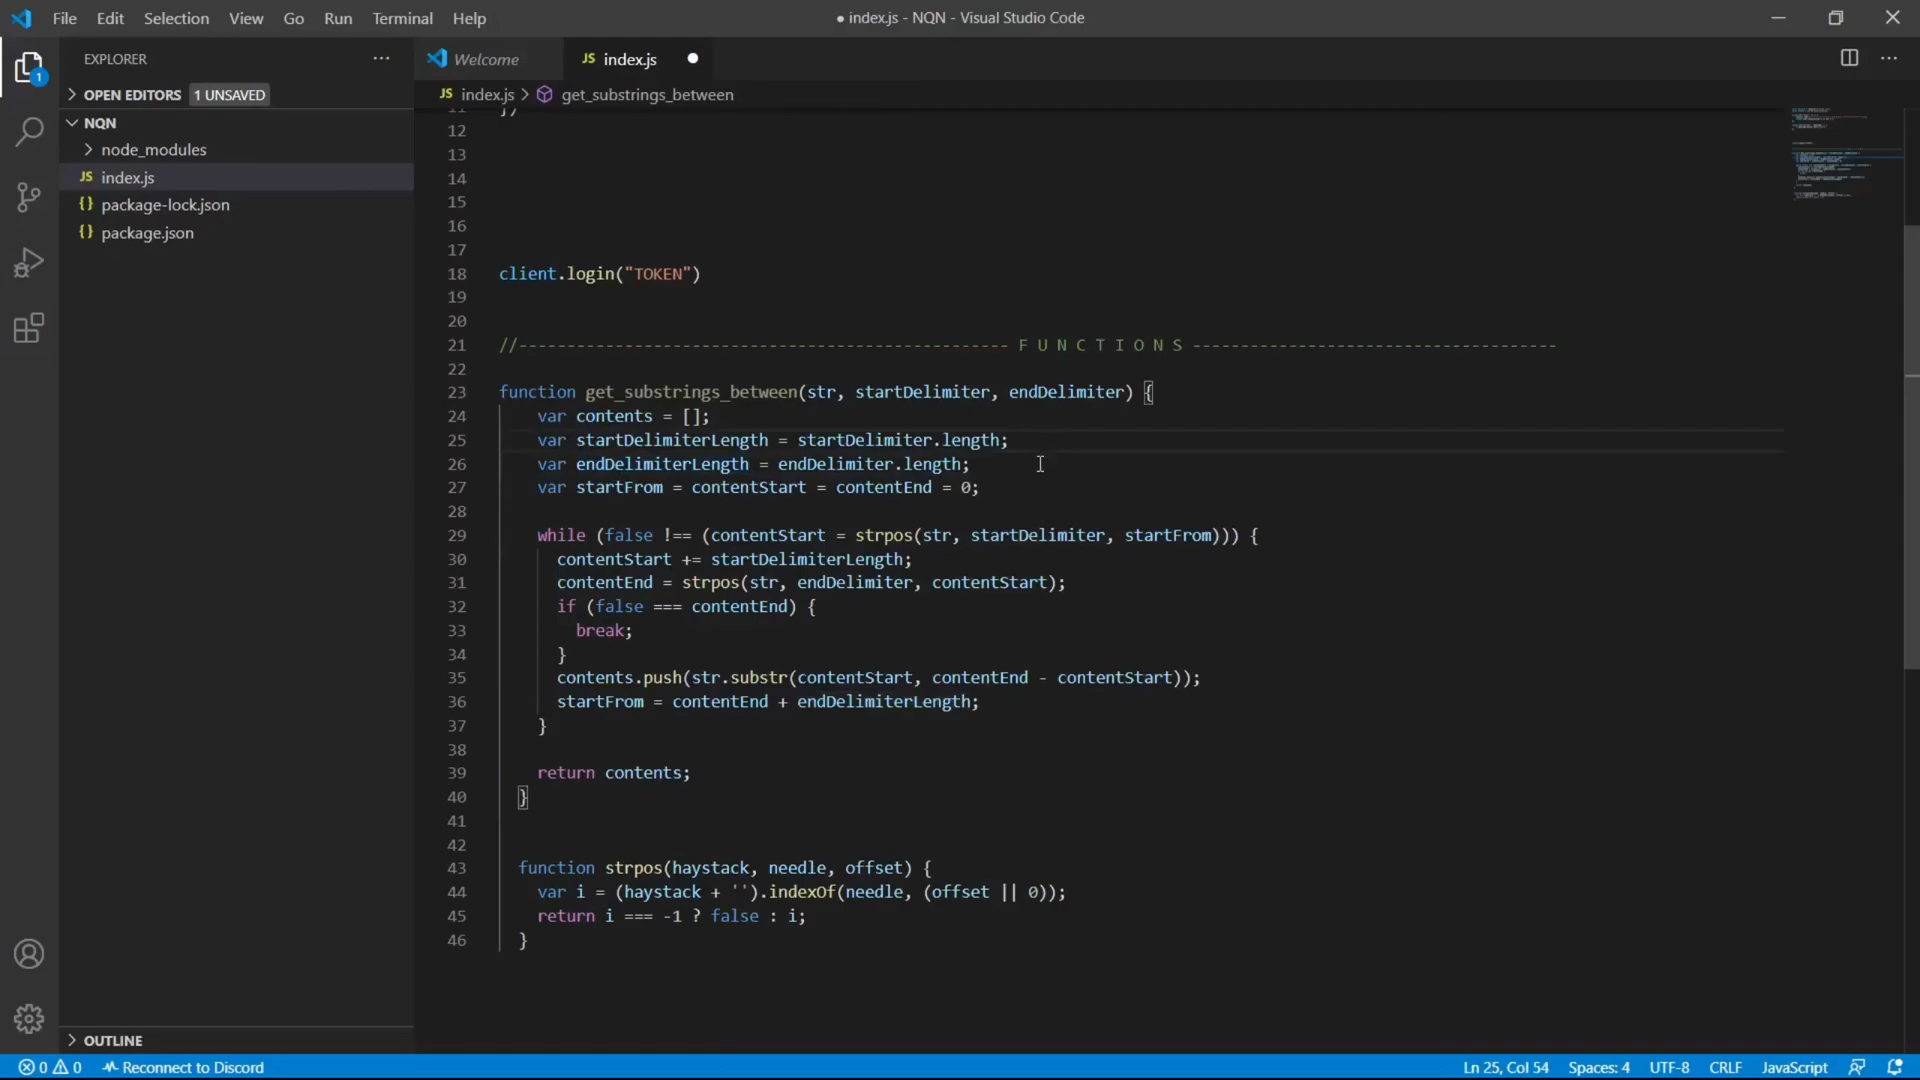 File Edit Selection View Go Run Terminal Help
● index.js - NQN - Visual Studio Code
EXPLORER
Welcome
JS index.js
OPEN EDITORS 1 UNSAVED
JS index.js > get_substrings_between
1
NQN
node_modules
JS index.js
{} package-lock.json
{} package.json
11 })
12
13
14
15
16
17
18 client.login("TOKEN")
19
20
21 //--------------------------------------------------- F U N C T I O N S --------------------------------------
22
23 function get_substrings_between(str, startDelimiter, endDelimiter) {
24 var contents = [];
25 var startDelimiterLength = startDelimiter.length;
26 var endDelimiterLength = endDelimiter.length;
27 var startFrom = contentStart = contentEnd = 0;
28
29 while (false !== (contentStart = strpos(str, startDelimiter, startFrom))) {
30 contentStart += startDelimiterLength;
31 contentEnd = strpos(str, endDelimiter, contentStart);
32 if (false === contentEnd) {
33 break;
34 }
35 contents.push(str.substr(contentStart, contentEnd - contentStart));
36 startFrom = contentEnd + endDelimiterLength;
37 }
38
39 return contents;
40 }
41
42
43 function strpos(haystack, needle, offset) {
44 var i = (haystack + '').indexOf(needle, (offset || 0));
45 return i === -1 ? false : i;
46 }
OUTLINE
0 0 Reconnect to Discord
Ln 25, Col 54 Spaces: 4 UTF-8 CRLF JavaScript